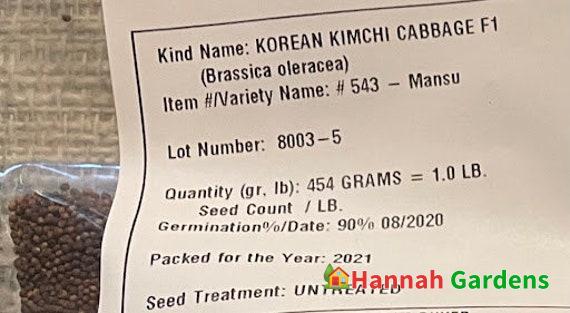 Kind Name: KOREAN KIMCHI CABBAGE F1
(Brassica oleracea)
Item #/Variety Name: # 543 – Mansu
Lot Number: 8003–5
Quantity (gr, lb): 454 GRAMS = 1.0 LB.
Seed Count / LB.
Germination%/Date: 90% 08/2020
Packed for the Year: 2021
Seed Treatment: UNTREATED
Hannah Gardens